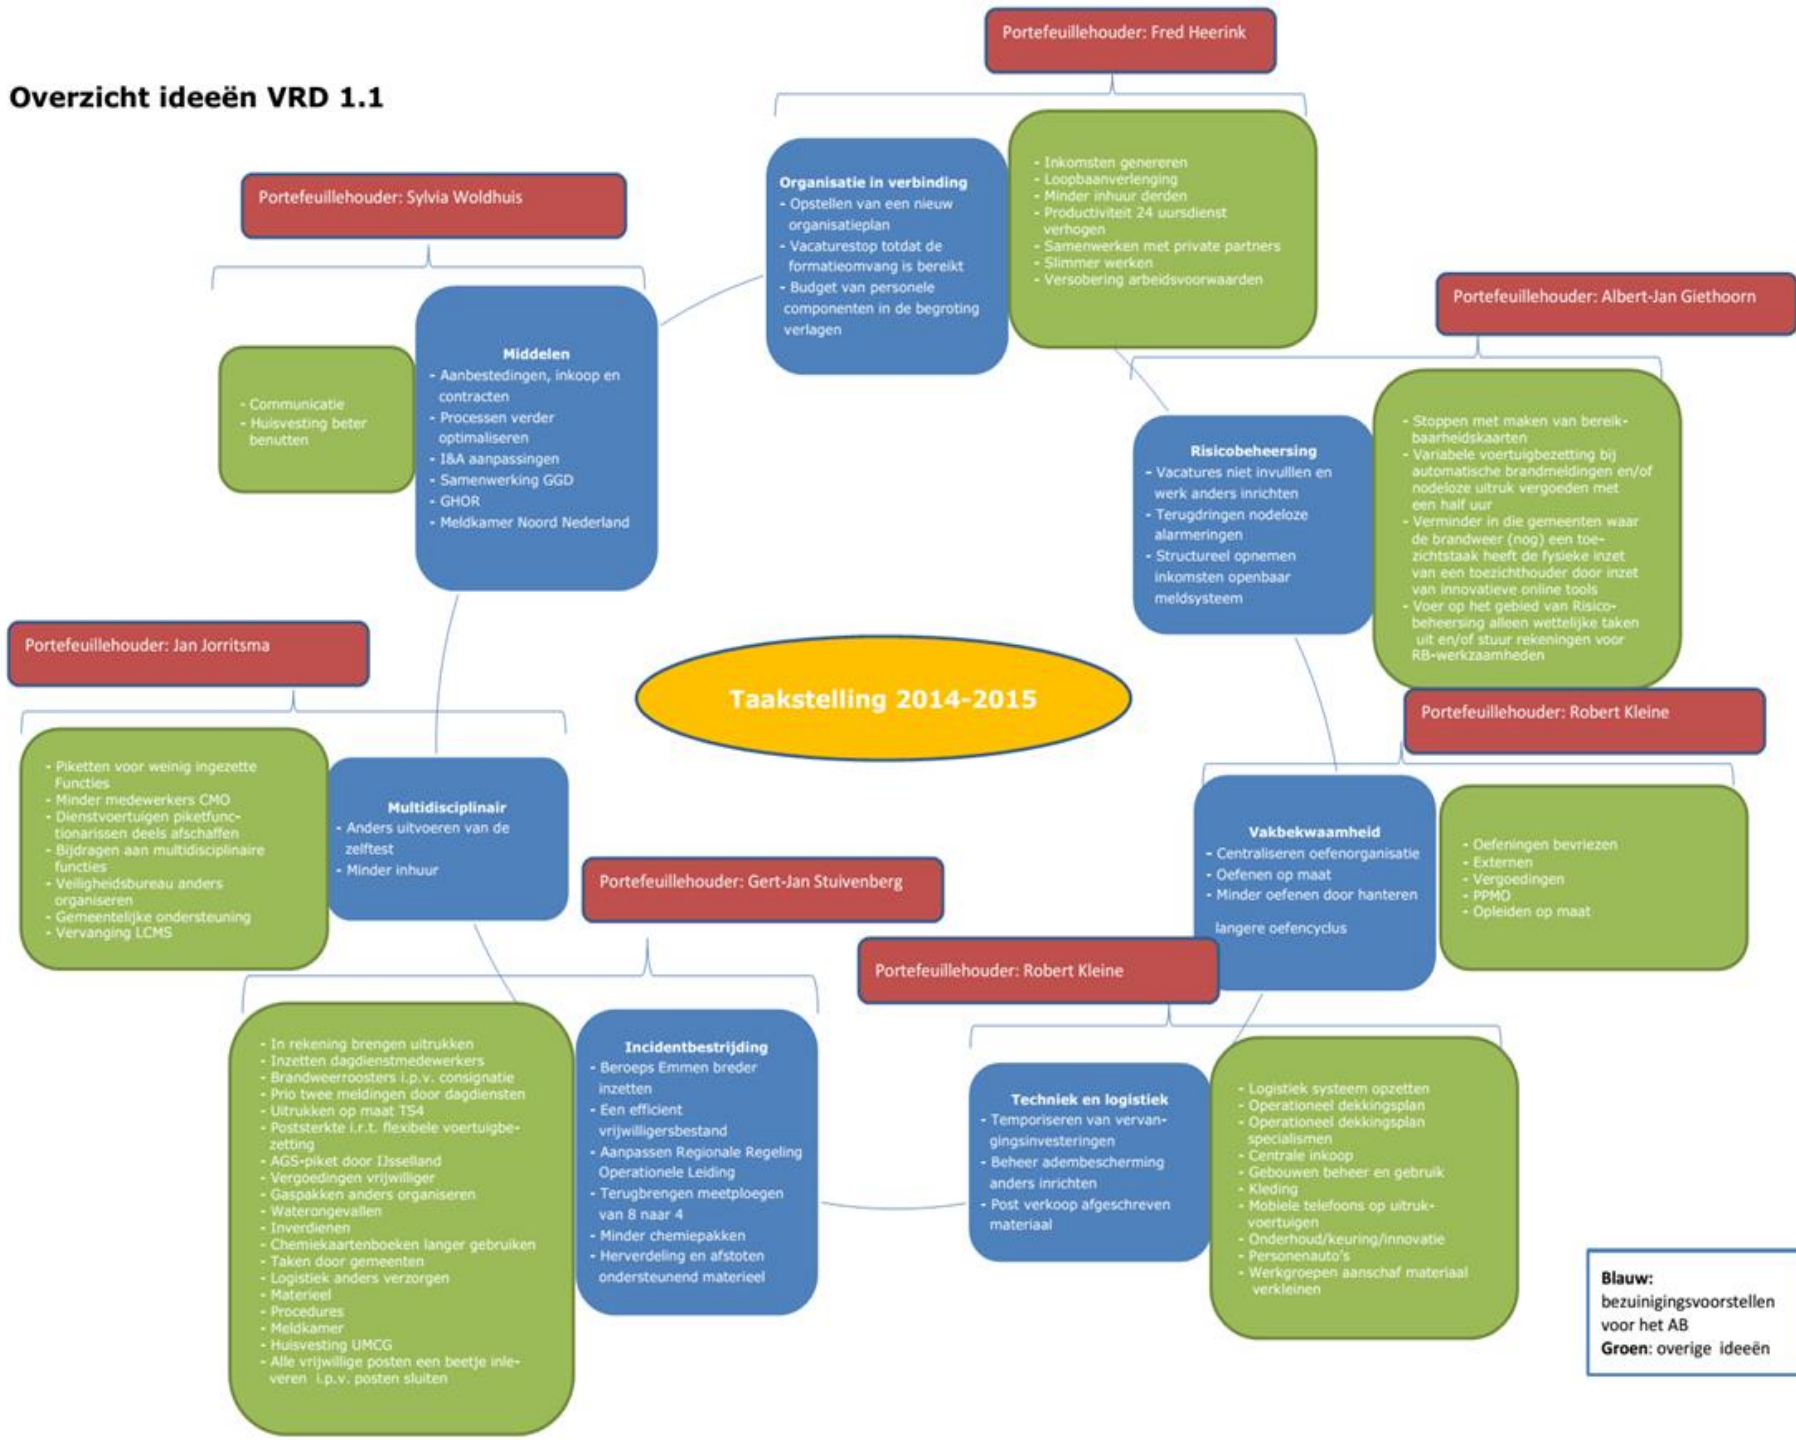 Overzicht ideeën VRD 1.1
Portefeuillehouder: Fred Heerink
Organisatie in verbinding
- Opstellen van een nieuw
organisatieplan
- Vacaturestop totdat de
formatieomvang is bereikt
- Budget van personele
componenten in de begroting
verlagen
- Inkomsten genereren
- Loopbaanverlenging
- Minder inhuur derden
- Productiviteit 24 uursdienst
verhogen
- Samenwerken met private partners
- Slimmer werken
- Versobering arbeidsvoorwaarden
Portefeuillehouder: Sylvia Woldhuis
- Communicatie
- Huisvesting beter
benutten
Middelen
- Aanbestedingen, inkoop en
contracten
- Processen verder
optimaliseren
- I&A aanpassingen
- Samenwerking GGD
- GHOR
- Meldkamer Noord Nederland
Portefeuillehouder: Albert-Jan Giethoorn
Risicobeheersing
- Vacatures niet invulllen en
werk anders inrichten
- Terugdringen nodeloze
alarmeringen
- Structureel opnemen
inkomsten openbaar
meldsysteem
- Stoppen met maken van bereik-
baarheidskaarten
- Variabele voertuigbezetting bij
automatische brandmeldingen en/of
nodeloze uitruk vergoeden met
een half uur
- Verminder in die gemeenten waar
de brandweer (nog) een toe-
zichtstaak heeft de fysieke inzet
van een toezichthouder door inzet
van innovatieve online tools
- Voer op het gebied van Risico-
beheersing alleen wettelijke taken
uit en/of stuur rekeningen voor
RB-werkzaamheden
Taakstelling 2014-2015
Portefeuillehouder: Jan Jorritsma
- Piketten voor weinig ingezette
Functies
- Minder medewerkers CMO
- Dienstvoertuigen piketfunc-
tionarissen deels afschaffen
- Bijdragen aan multidisciplinaire
functies
- Veiligheidsbureau anders
organiseren
- Gemeentelijke ondersteuning
- Vervanging LCMS
Multidisciplinair
- Anders uitvoeren van de
zelftest
- Minder inhuur
Portefeuillehouder: Robert Kleine
Vakbekwaamheid
- Centraliseren oefenorganisatie
- Oefenen op maat
- Minder oefenen door hanteren
langere oefencyclus
- Oefeningen bevriezen
- Externen
- Vergoedingen
- PPMO
- Opleiden op maat
Portefeuillehouder: Gert-Jan Stuivenberg
- In rekening brengen uitrukken
- Inzetten dagdienstmedewerkers
- Brandweerroosters i.p.v. consignatie
- Prio twee meldingen door dagdiensten
- Uitrukken op maat TS4
- Poststerkte i.r.t. flexibele voertuigbe-
zetting
- AGS-piket door IJsselland
- Vergoedingen vrijwilliger
- Gaspakken anders organiseren
- Waterongevallen
- Inverdienen
- Chemiekaartenboeken langer gebruiken
- Taken door gemeenten
- Logistiek anders verzorgen
- Materieel
- Procedures
- Meldkamer
- Huisvesting UMCG
- Alle vrijwillige posten een beetje inle-
veren i.p.v. posten sluiten
Incidentbestrijding
- Beroeps Emmen breder
inzetten
- Een efficient
vrijwilligersbestand
- Aanpassen Regionale Regeling
Operationele Leiding
- Terugbrengen meetploegen
van 8 naar 4
- Minder chemiepakken
- Herverdeling en afstoten
ondersteunend materieel
Portefeuillehouder: Robert Kleine
Techniek en logistiek
- Temporiseren van vervan-
gingsinvesteringen
- Beheer adembescherming
anders inrichten
- Post verkoop afgeschreven
materiaal
- Logistiek systeem opzetten
- Operationeel dekkingsplan
- Operationeel dekkingsplan
specialismen
- Centrale inkoop
- Gebouwen beheer en gebruik
- Kleding
- Mobiele telefoons op uitruk-
voertuigen
- Onderhoud/keuring/innovatie
- Personenauto's
- Werkgroepen aanschaf materiaal
verkleinen
Blauw:
bezuinigingsvoorstellen
voor het AB
Groen: overige ideeën